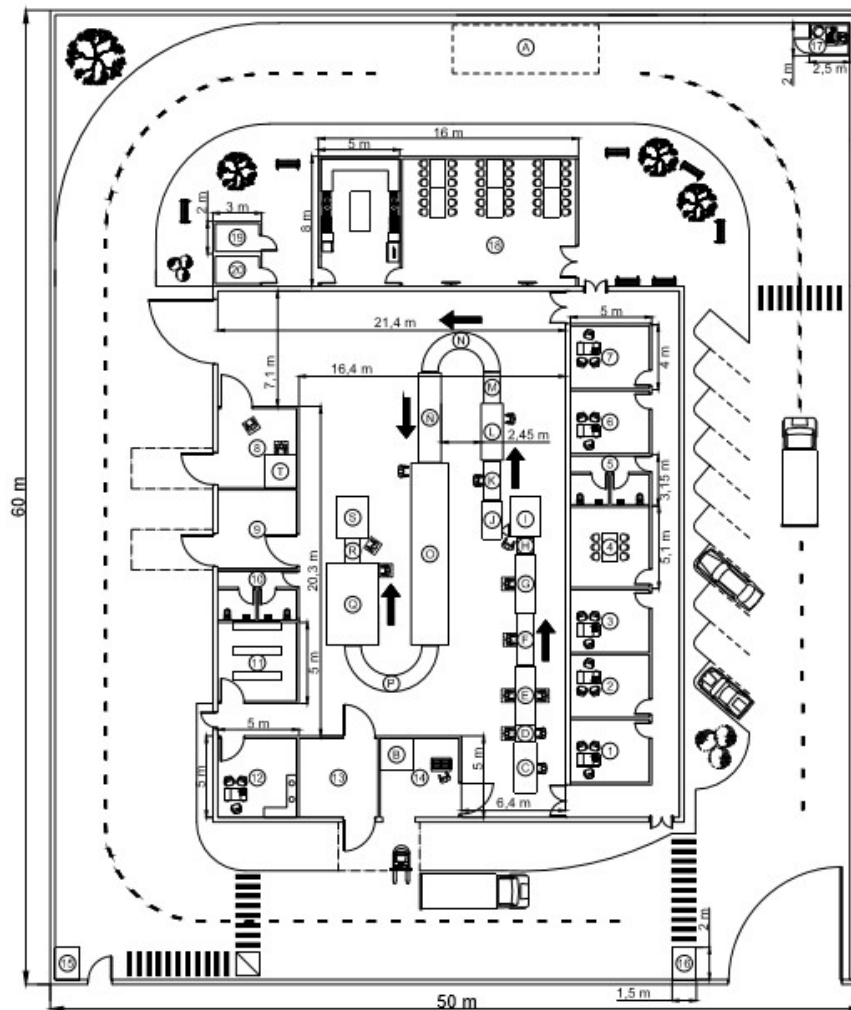 A
17
2 m
2,5 m
16 m
5 m
8 m
18
2 m
3 m
19
20
21,4 m
16,4 m
7,1 m
5 m
4 m
7
6
5
3,15 m
5,1 m
4
3
2
1
N
M
Ñ
L
2,45 m
K
J
I
H
S
R
G
O
Q
F
P
E
D
C
8
T
9
10
20,3 m
11
5 m
5 m
5 m
12
13
B
14
5 m
6,4 m
60 m
15
16
2 m
1,5 m
50 m